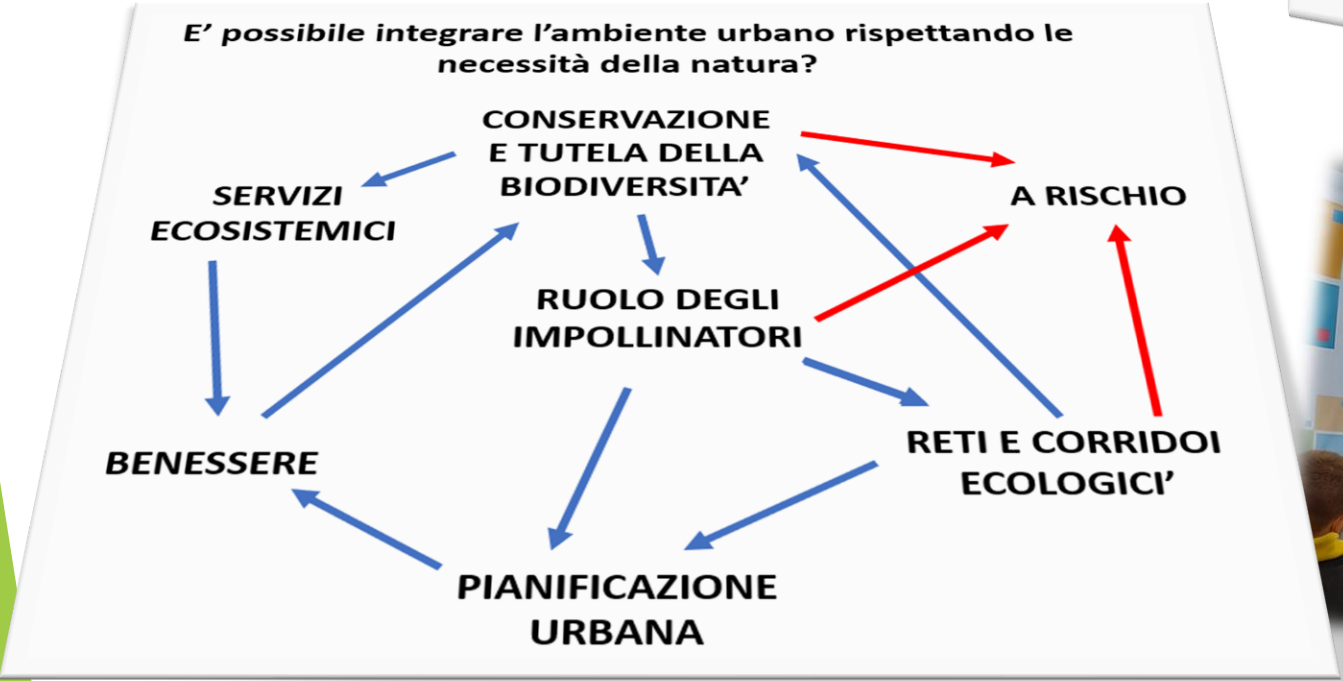 E' possibile integrare l'ambiente urbano rispettando le
necessità della natura?
CONSERVAZIONE
E TUTELA DELLA
BIODIVERSITA'
SERVIZI
ECOSISTEMICI
A RISCHIO
RUOLO DEGLI
IMPOLLINATORI
BENESSERE
RETI E CORRIDOI
ECOLOGICI'
PIANIFICAZIONE
URBANA